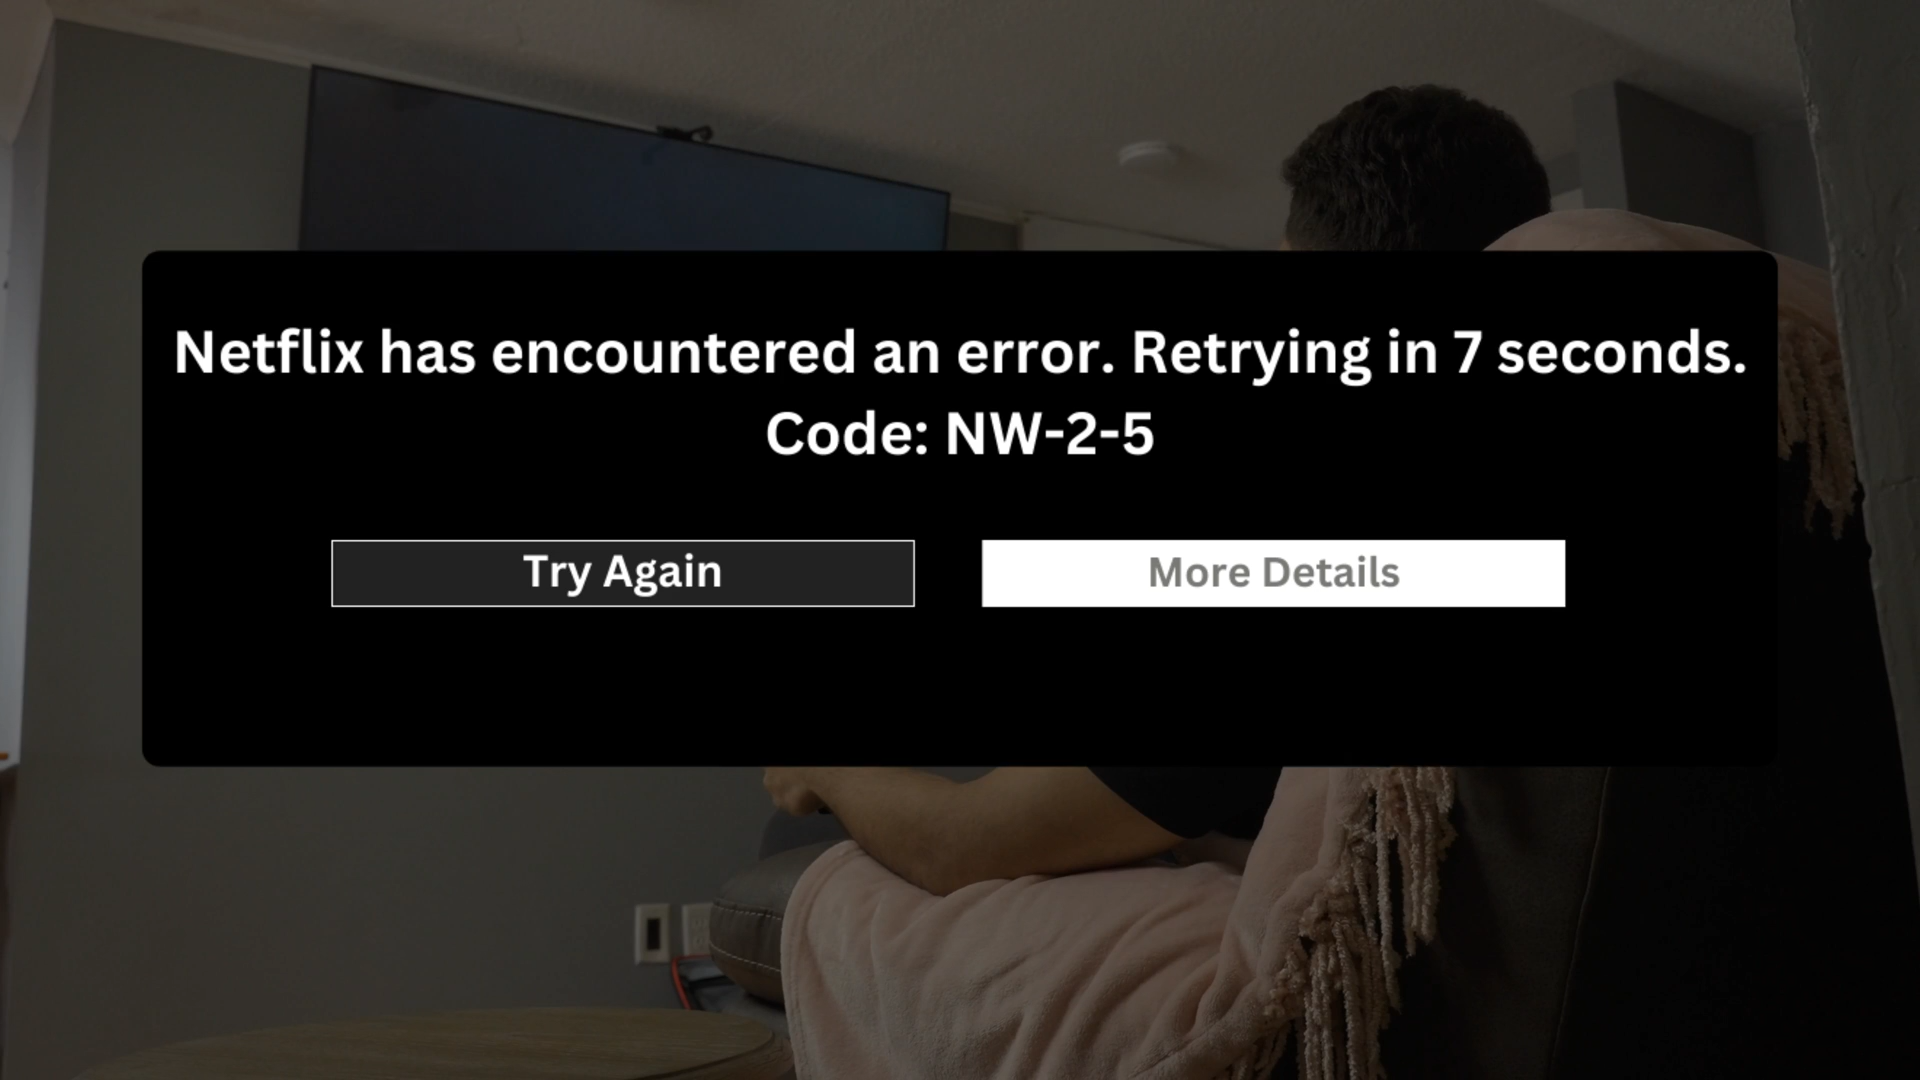 Netflix has encountered an error. Retrying in 7 seconds.
Code: NW-2-5
Try Again
More Details